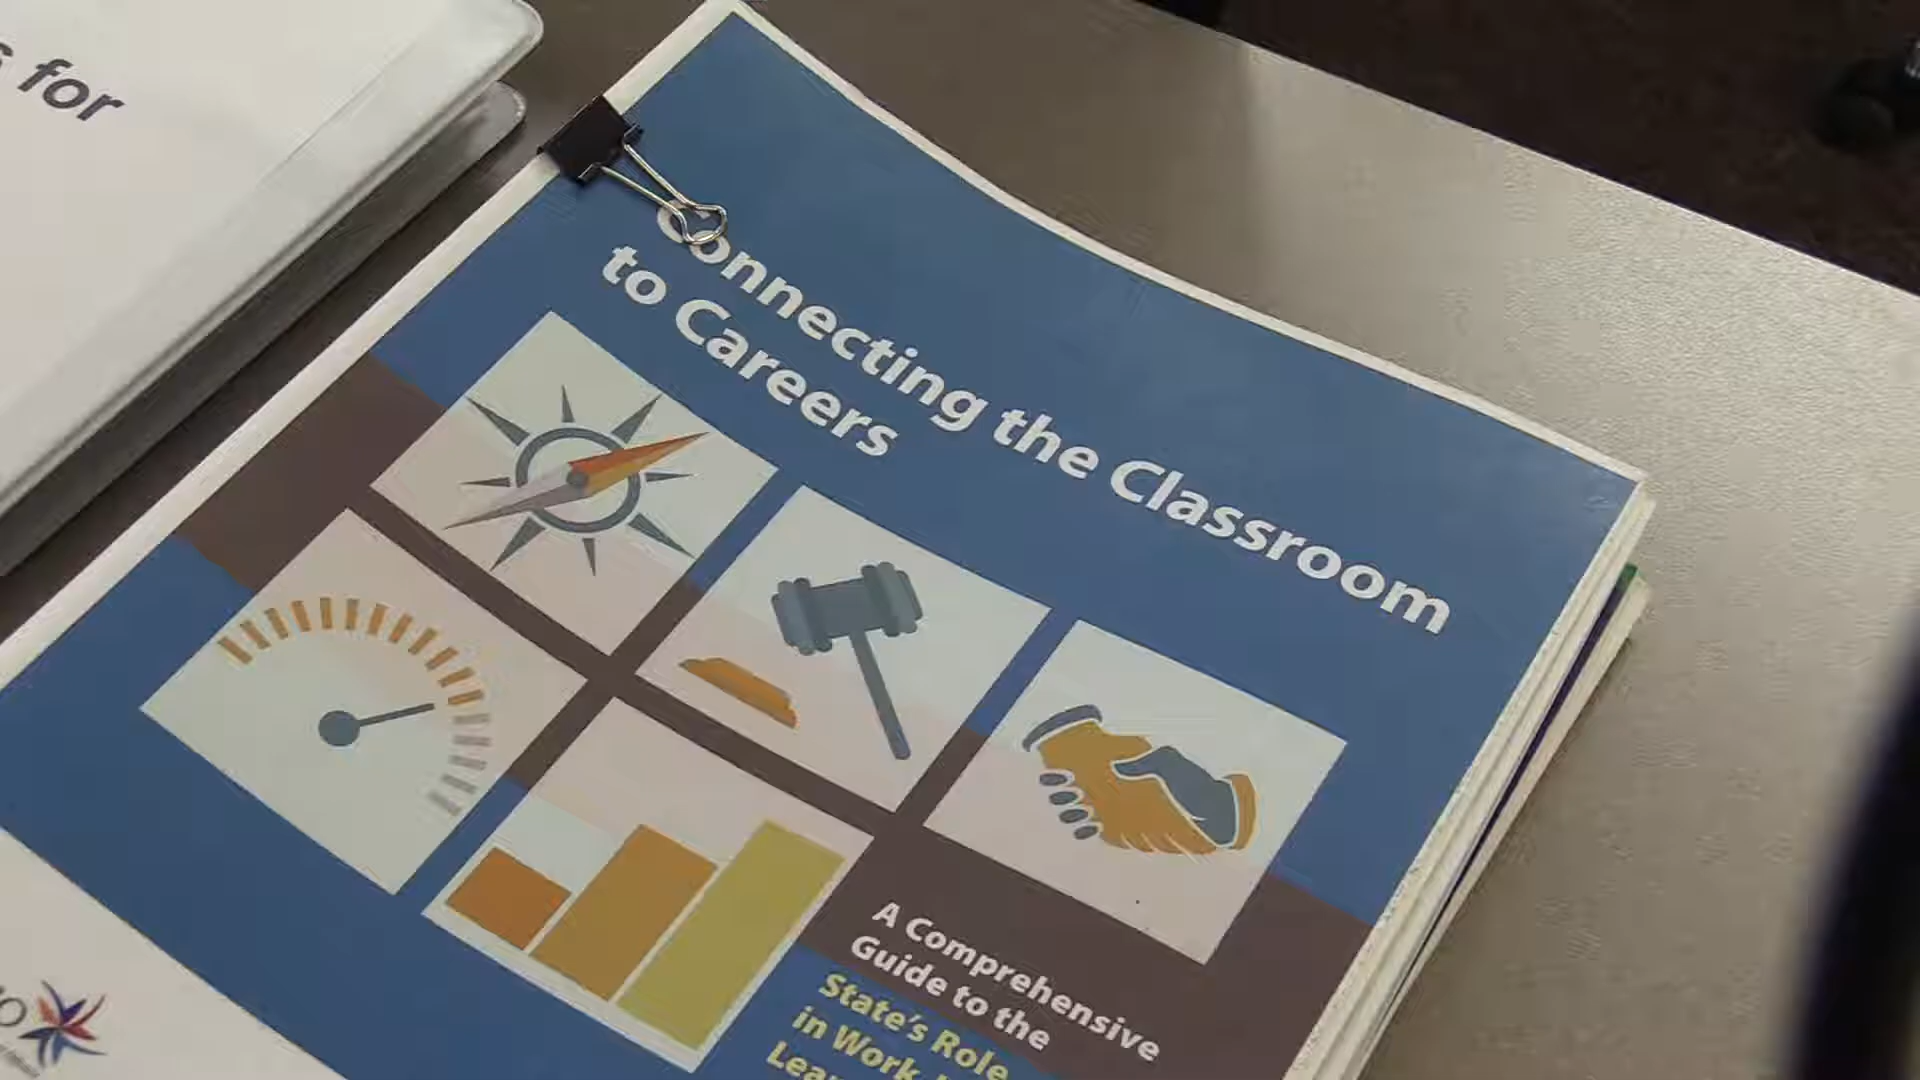 s for
Connecting the Classroom
to Careers
A Comprehensive
Guide to the
State's Role
in Work